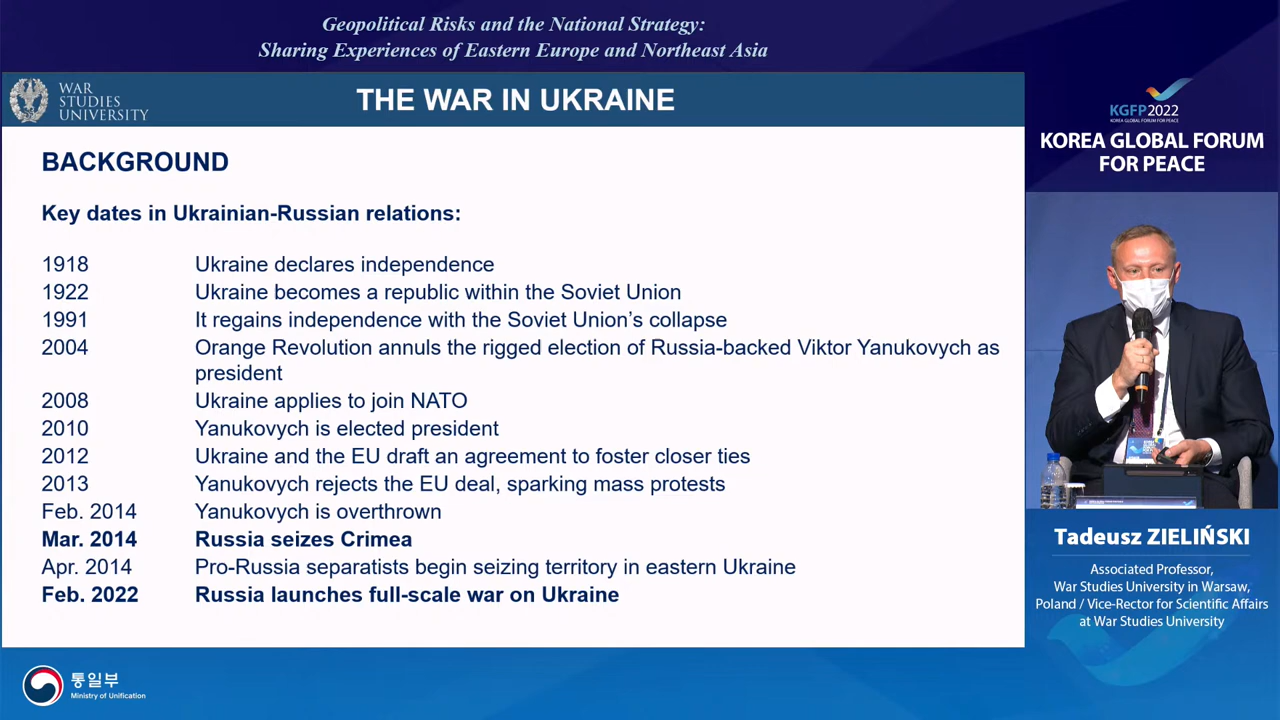 Geopolitical Risks and the National Strategy:
Sharing Experiences of Eastern Europe and Northeast Asia
WAR
STUDIES
UNIVERSITY
THE WAR IN UKRAINE
BACKGROUND
Key dates in Ukrainian-Russian relations:
1918 Ukraine declares independence
1922 Ukraine becomes a republic within the Soviet Union
1991 It regains independence with the Soviet Union's collapse
2004 Orange Revolution annuls the rigged election of Russia-backed Viktor Yanukovych as
president
2008 Ukraine applies to join NATO
2010 Yanukovych is elected president
2012 Ukraine and the EU draft an agreement to foster closer ties
2013 Yanukovych rejects the EU deal, sparking mass protests
Feb. 2014 Yanukovych is overthrown
Mar. 2014 Russia seizes Crimea
Apr. 2014 Pro-Russia separatists begin seizing territory in eastern Ukraine
Feb. 2022 Russia launches full-scale war on Ukraine
KGFP2022
KOREA GLOBAL FORUM FOR PEACE
KOREA GLOBAL FORUM
FOR PEACE
Tadeusz ZIELIŃSKI
Associated Professor,
War Studies University in Warsaw,
Poland / Vice-Rector for Scientific Affairs
at War Studies University
통일부
Ministry of Unification